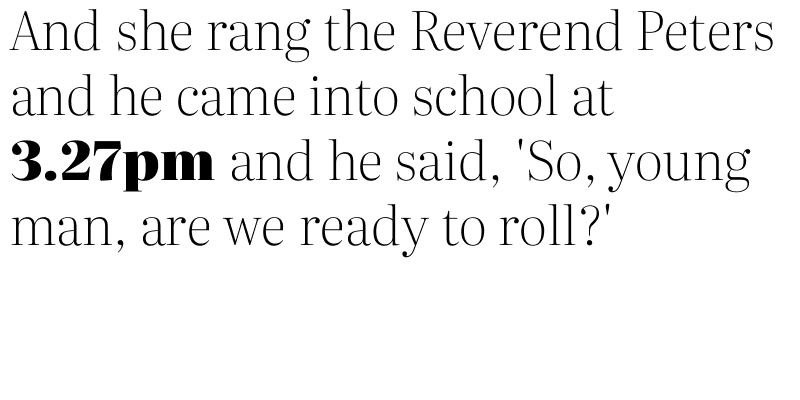 And she rang the Reverend Peters
and he came into school at
3.27pm and he said, 'So, young
man, are we ready to roll?'